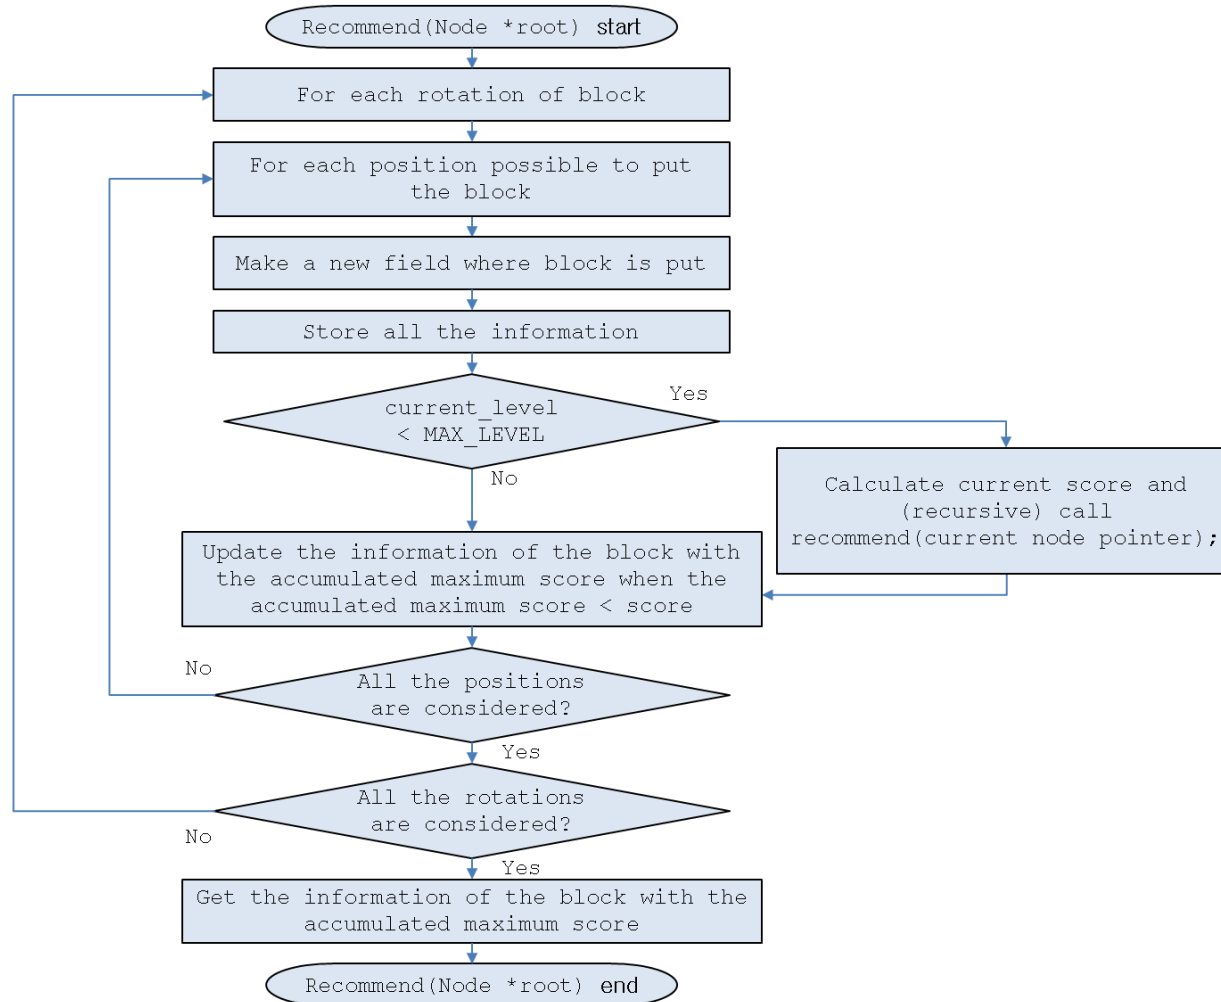 Recommend(Node *root) start
For each rotation of block
For each position possible to put
the block
Make a new field where block is put
Store all the information
current_level
< MAX_LEVEL
Yes
No
Calculate current score and
(recursive) call
recommend(current node pointer);
Update the information of the block with
the accumulated maximum score when the
accumulated maximum score < score
No
All the positions
are considered?
Yes
All the rotations
are considered?
No
Yes
Get the information of the block with the
accumulated maximum score
Recommend(Node *root) end